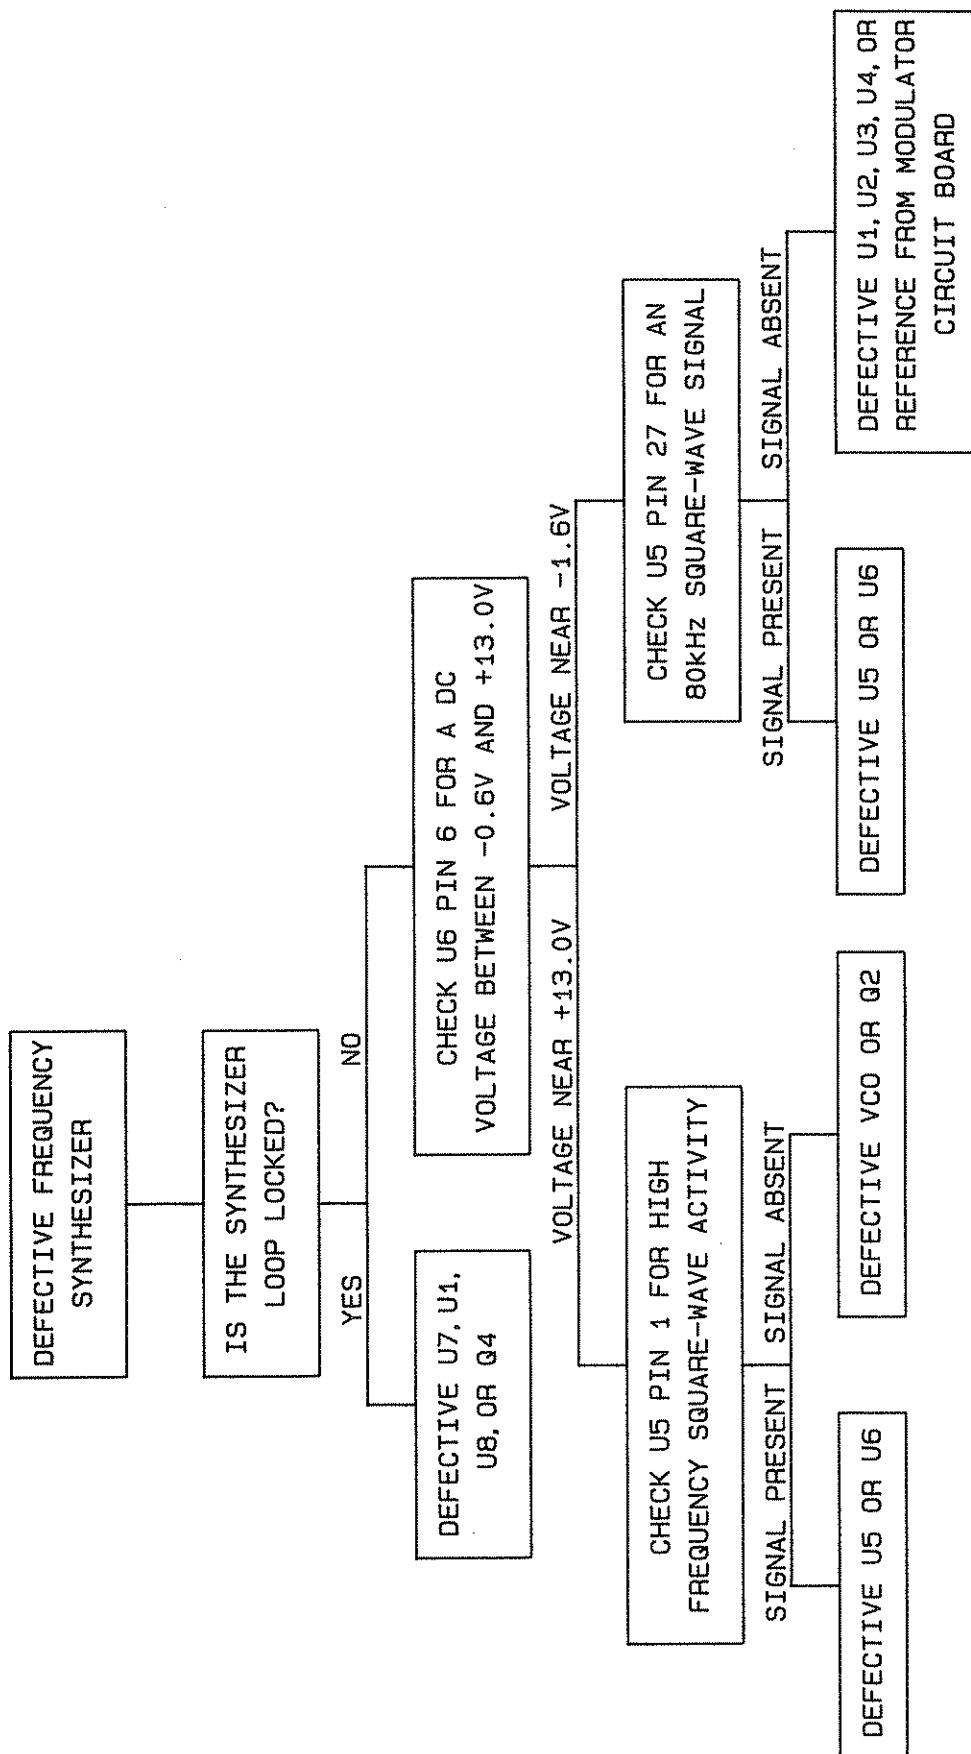 DEFECTIVE FREQUENCY
SYNTHESIZER
IS THE SYNTHESIZER
LOOP LOCKED?
YES
NO
DEFECTIVE U7, U1,
U8, OR Q4
CHECK U6 PIN 6 FOR A DC
VOLTAGE BETWEEN -0.6V AND +13.0V
VOLTAGE NEAR +13.0V
VOLTAGE NEAR -1.6V
CHECK U5 PIN 1 FOR HIGH
FREQUENCY SQUARE-WAVE ACTIVITY
CHECK U5 PIN 27 FOR AN
80KHz SQUARE-WAVE SIGNAL
SIGNAL PRESENT
SIGNAL ABSENT
SIGNAL PRESENT
SIGNAL ABSENT
DEFECTIVE U5 OR U6
DEFECTIVE VCO OR Q2
DEFECTIVE U5 OR U6
DEFECTIVE U1, U2, U3, U4, OR
REFERENCE FROM MODULATOR
CIRCUIT BOARD